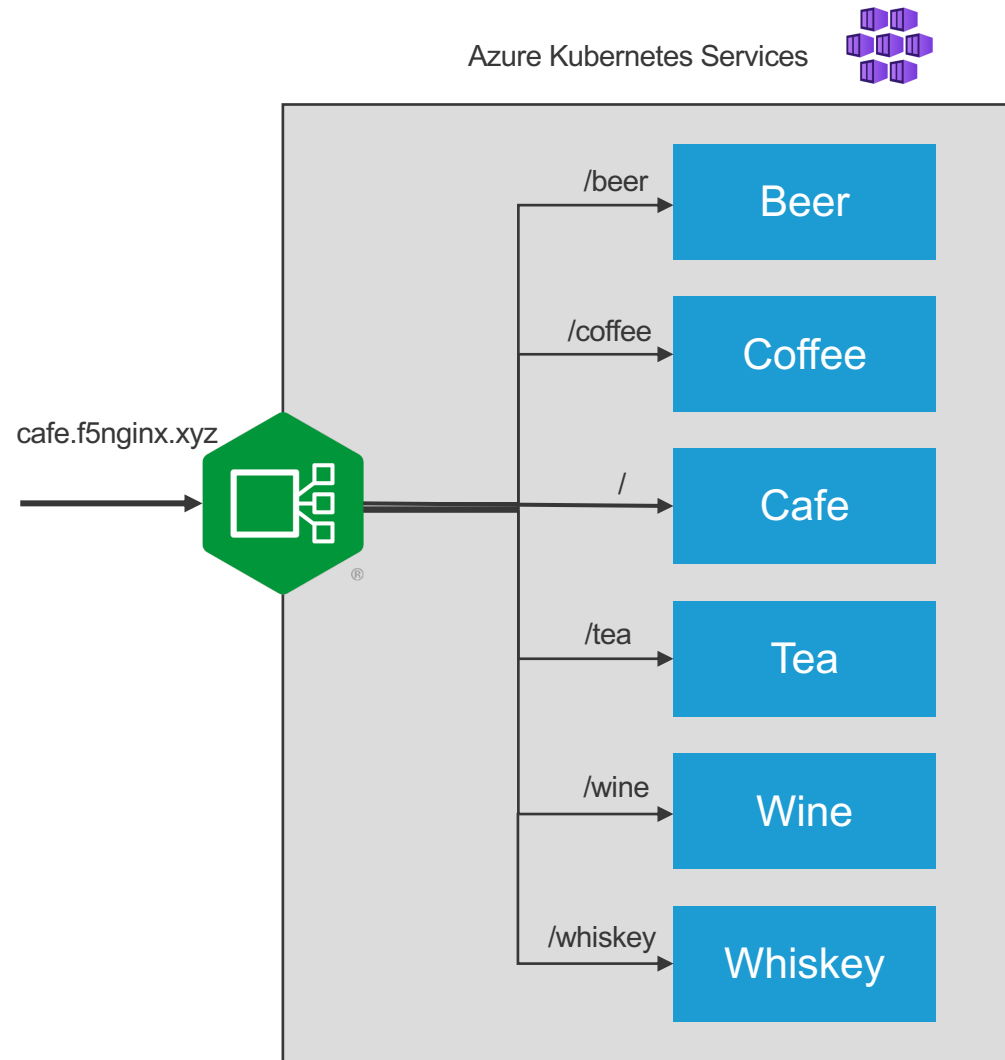 Azure Kubernetes Services
/beer
Beer
/coffee
Coffee
cafe.f5nginx.xyz
/
Cafe
®
/tea
Tea
/wine
Wine
/whiskey
Whiskey